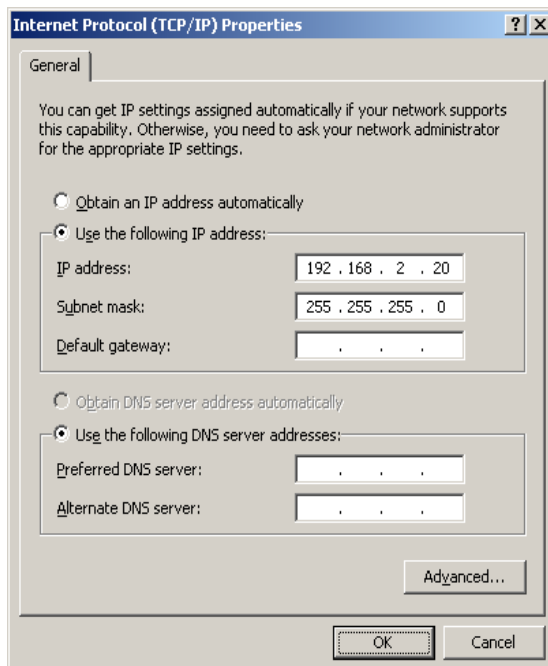 Internet Protocol (TCP/IP) Properties
General
You can get IP settings assigned automatically if your network supports
this capability. Otherwise, you need to ask your network administrator
for the appropriate IP settings.
Obtain an IP address automatically
Use the following IP address:
IP address: 192 . 168 . 2 . 20
Subnet mask: 255 . 255 . 255 . 0
Default gateway: . . .
Obtain DNS server address automatically
Use the following DNS server addresses:
Preferred DNS server: . . .
Alternate DNS server: . . .
Advanced...
OK Cancel